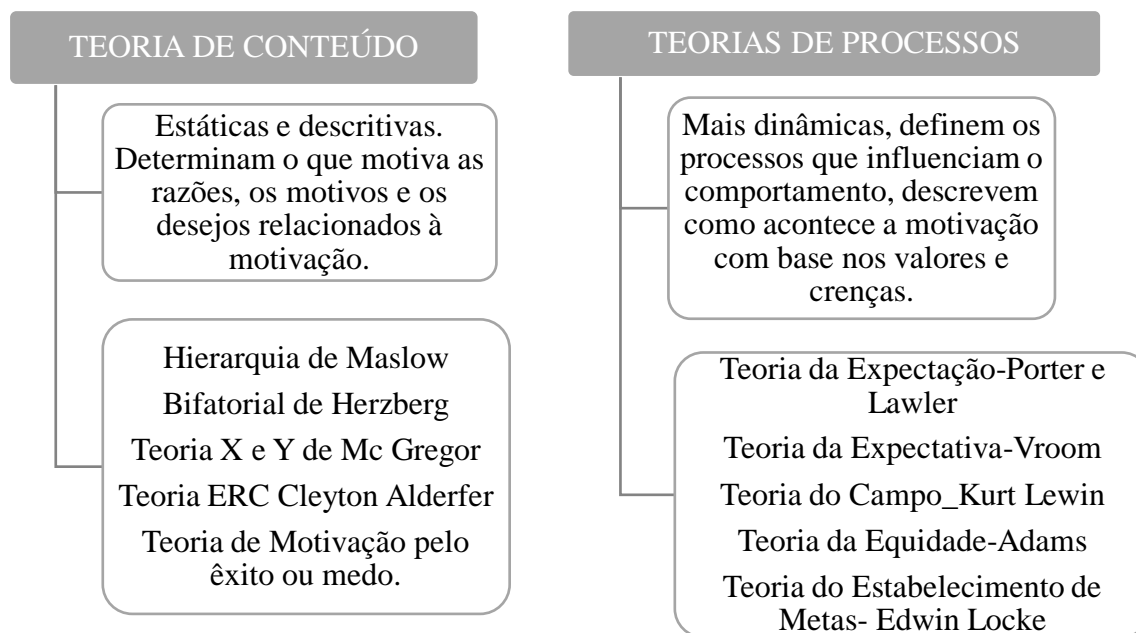 TEORIA DE CONTEÚDO
Estáticas e descritivas.
Determinam o que motiva as
razões, os motivos e os
desejos relacionados à
motivação.
Hierarquia de Maslow
Bifatorial de Herzberg
Teoria X e Y de Mc Gregor
Teoria ERC Cleyton Alderfer
Teoria de Motivação pelo
êxito ou medo.
TEORIAS DE PROCESSOS
Mais dinâmicas, definem os
processos que influenciam o
comportamento, descrevem
como acontece a motivação
com base nos valores e
crenças.
Teoria da Expectação-Porter e
Lawler
Teoria da Expectativa-Vroom
Teoria do Campo_Kurt Lewin
Teoria da Equidade-Adams
Teoria do Estabelecimento de
Metas- Edwin Locke